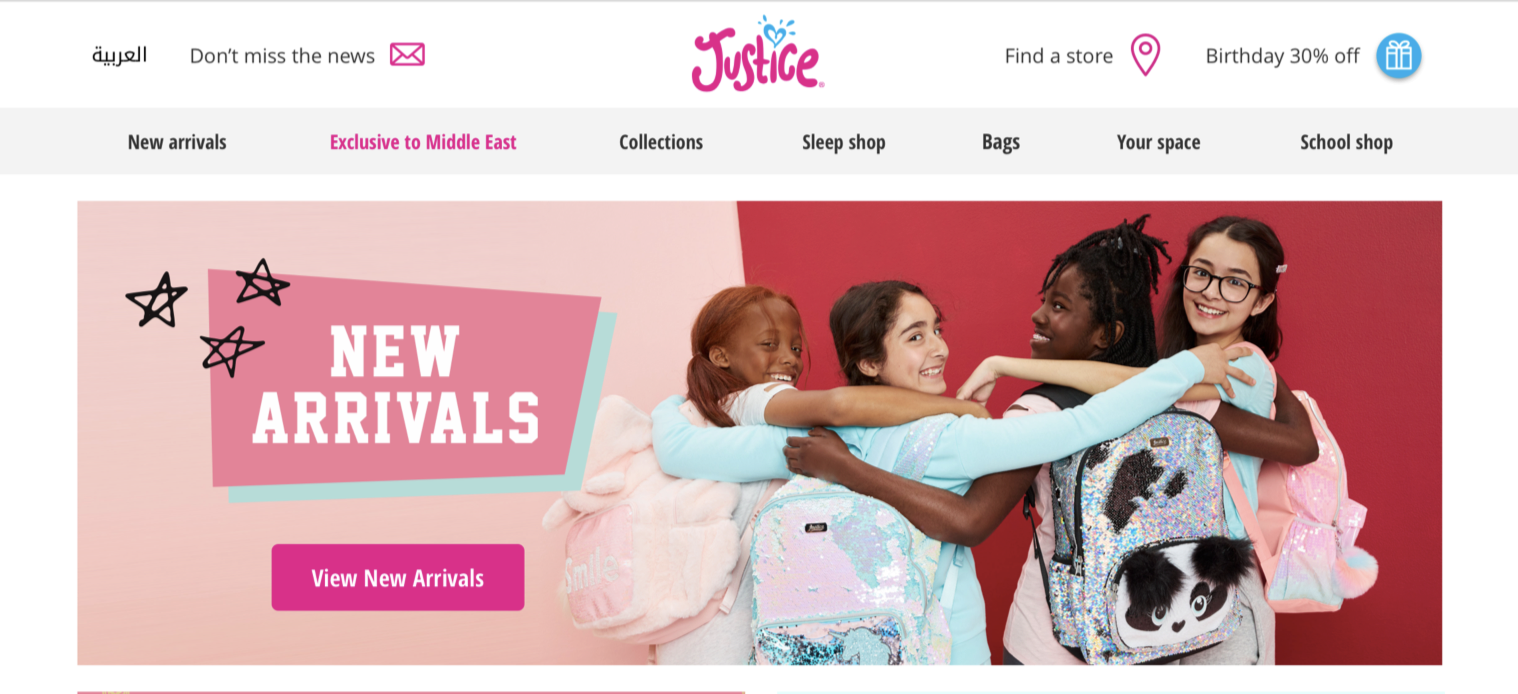 العربية
Don't miss the news
Justice
Find a store
Birthday 30% off
New arrivals
Exclusive to Middle East
Collections
Sleep shop
Bags
Your space
School shop
NEW
ARRIVALS
View New Arrivals
Smile